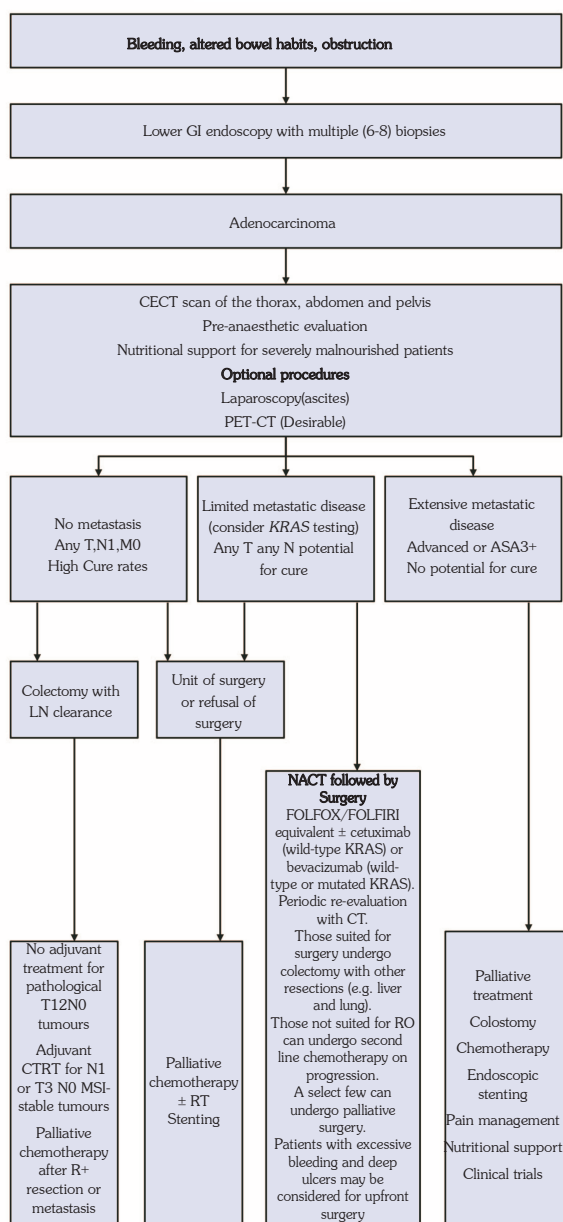 Bleeding, altered bowel habits, obstruction
Lower GI endoscopy with multiple (6-8) biopsies
Adenocarcinoma
CECT scan of the thorax, abdomen and pelvis
Pre-anaesthetic evaluation
Nutritional support for severely malnourished patients
Optional procedures
Laparoscopy(ascites)
PET-CT (Desirable)
No metastasis
Any T,N1,M0
High Cure rates
Limited metastatic disease
(consider KRAS testing)
Any T any N potential
for cure
Extensive metastatic
disease
Advanced or ASA3+
No potential for cure
Colectomy with
LN clearance
Unit of surgery
or refusal of
surgery
NACT followed by
Surgery
FOLFOX/FOLFIRI
equivalent ± cetuximab
(wild-type KRAS) or
bevacizumab (wild-
type or mutated KRAS).
Periodic re-evaluation
with CT.
Those suited for
surgery undergo
colectomy with other
resections (e.g. liver
and lung).
Those not suited for RO
can undergo second
line chemotherapy on
progression.
A select few can
undergo palliative
surgery.
Patients with excessive
bleeding and deep
ulcers may be
considered for upfront
surgery
No adjuvant
treatment for
pathological
T12N0
tumours
Adjuvant
CTRT for N1
or T3 N0 MSI-
stable tumours
Palliative
chemotherapy
after R+
resection or
metastasis
Palliative
chemotherapy
± RT
Stenting
Palliative
treatment
Colostomy
Chemotherapy
Endoscopic
stenting
Pain management
Nutritional support
Clinical trials